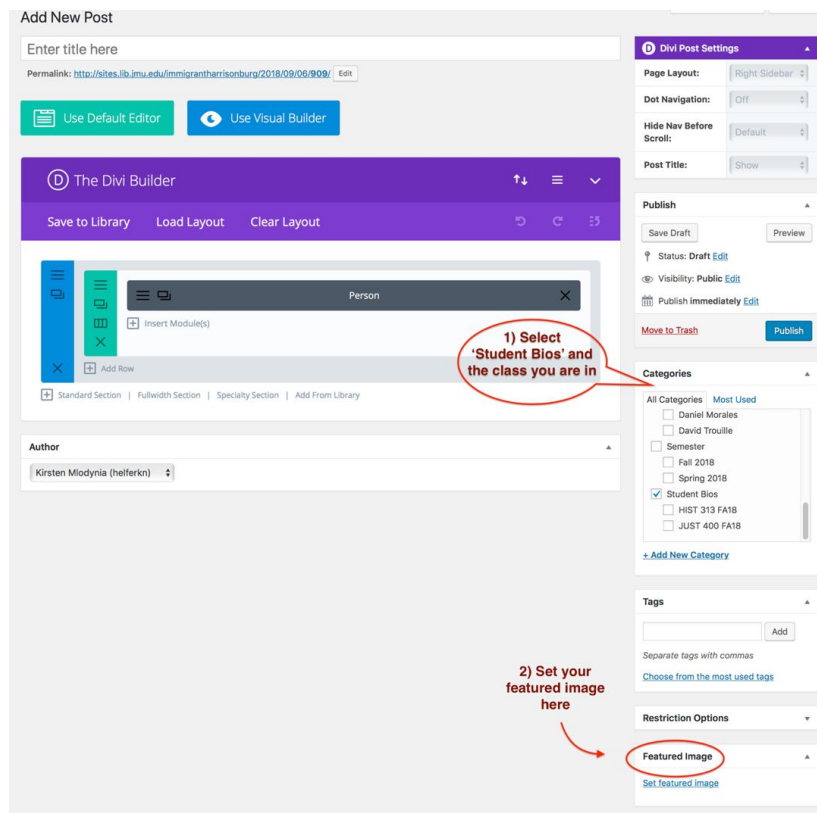 Add New Post
Enter title here
Permalink: http://sites.lib.jmu.edu/immigrantharrisonburg/2018/09/06/909/ Edit
Use Default Editor
Use Visual Builder
D The Divi Builder
Save to Library Load Layout Clear Layout
Person
Insert Module(s)
Add Row
Standard Section | Fullwidth Section | Specialty Section | Add From Library
Author
Kirsten Mlodynia (helferkn)
1) Select
'Student Bios' and
the class you are in
2) Set your
featured image
here
D Divi Post Settings
Page Layout: Right Sidebar
Dot Navigation: Off
Hide Nav Before
Scroll: Default
Post Title: Show
Publish
Save Draft Preview
Status: Draft Edit
Visibility: Public Edit
Publish immediately Edit
Move to Trash Publish
Categories
All Categories Most Used
Daniel Morales
David Trouille
Semester
Fall 2018
Spring 2018
Student Bios
HIST 313 FA18
JUST 400 FA18
+ Add New Category
Tags
Add
Separate tags with commas
Choose from the most used tags
Restriction Options
Featured Image
Set featured image